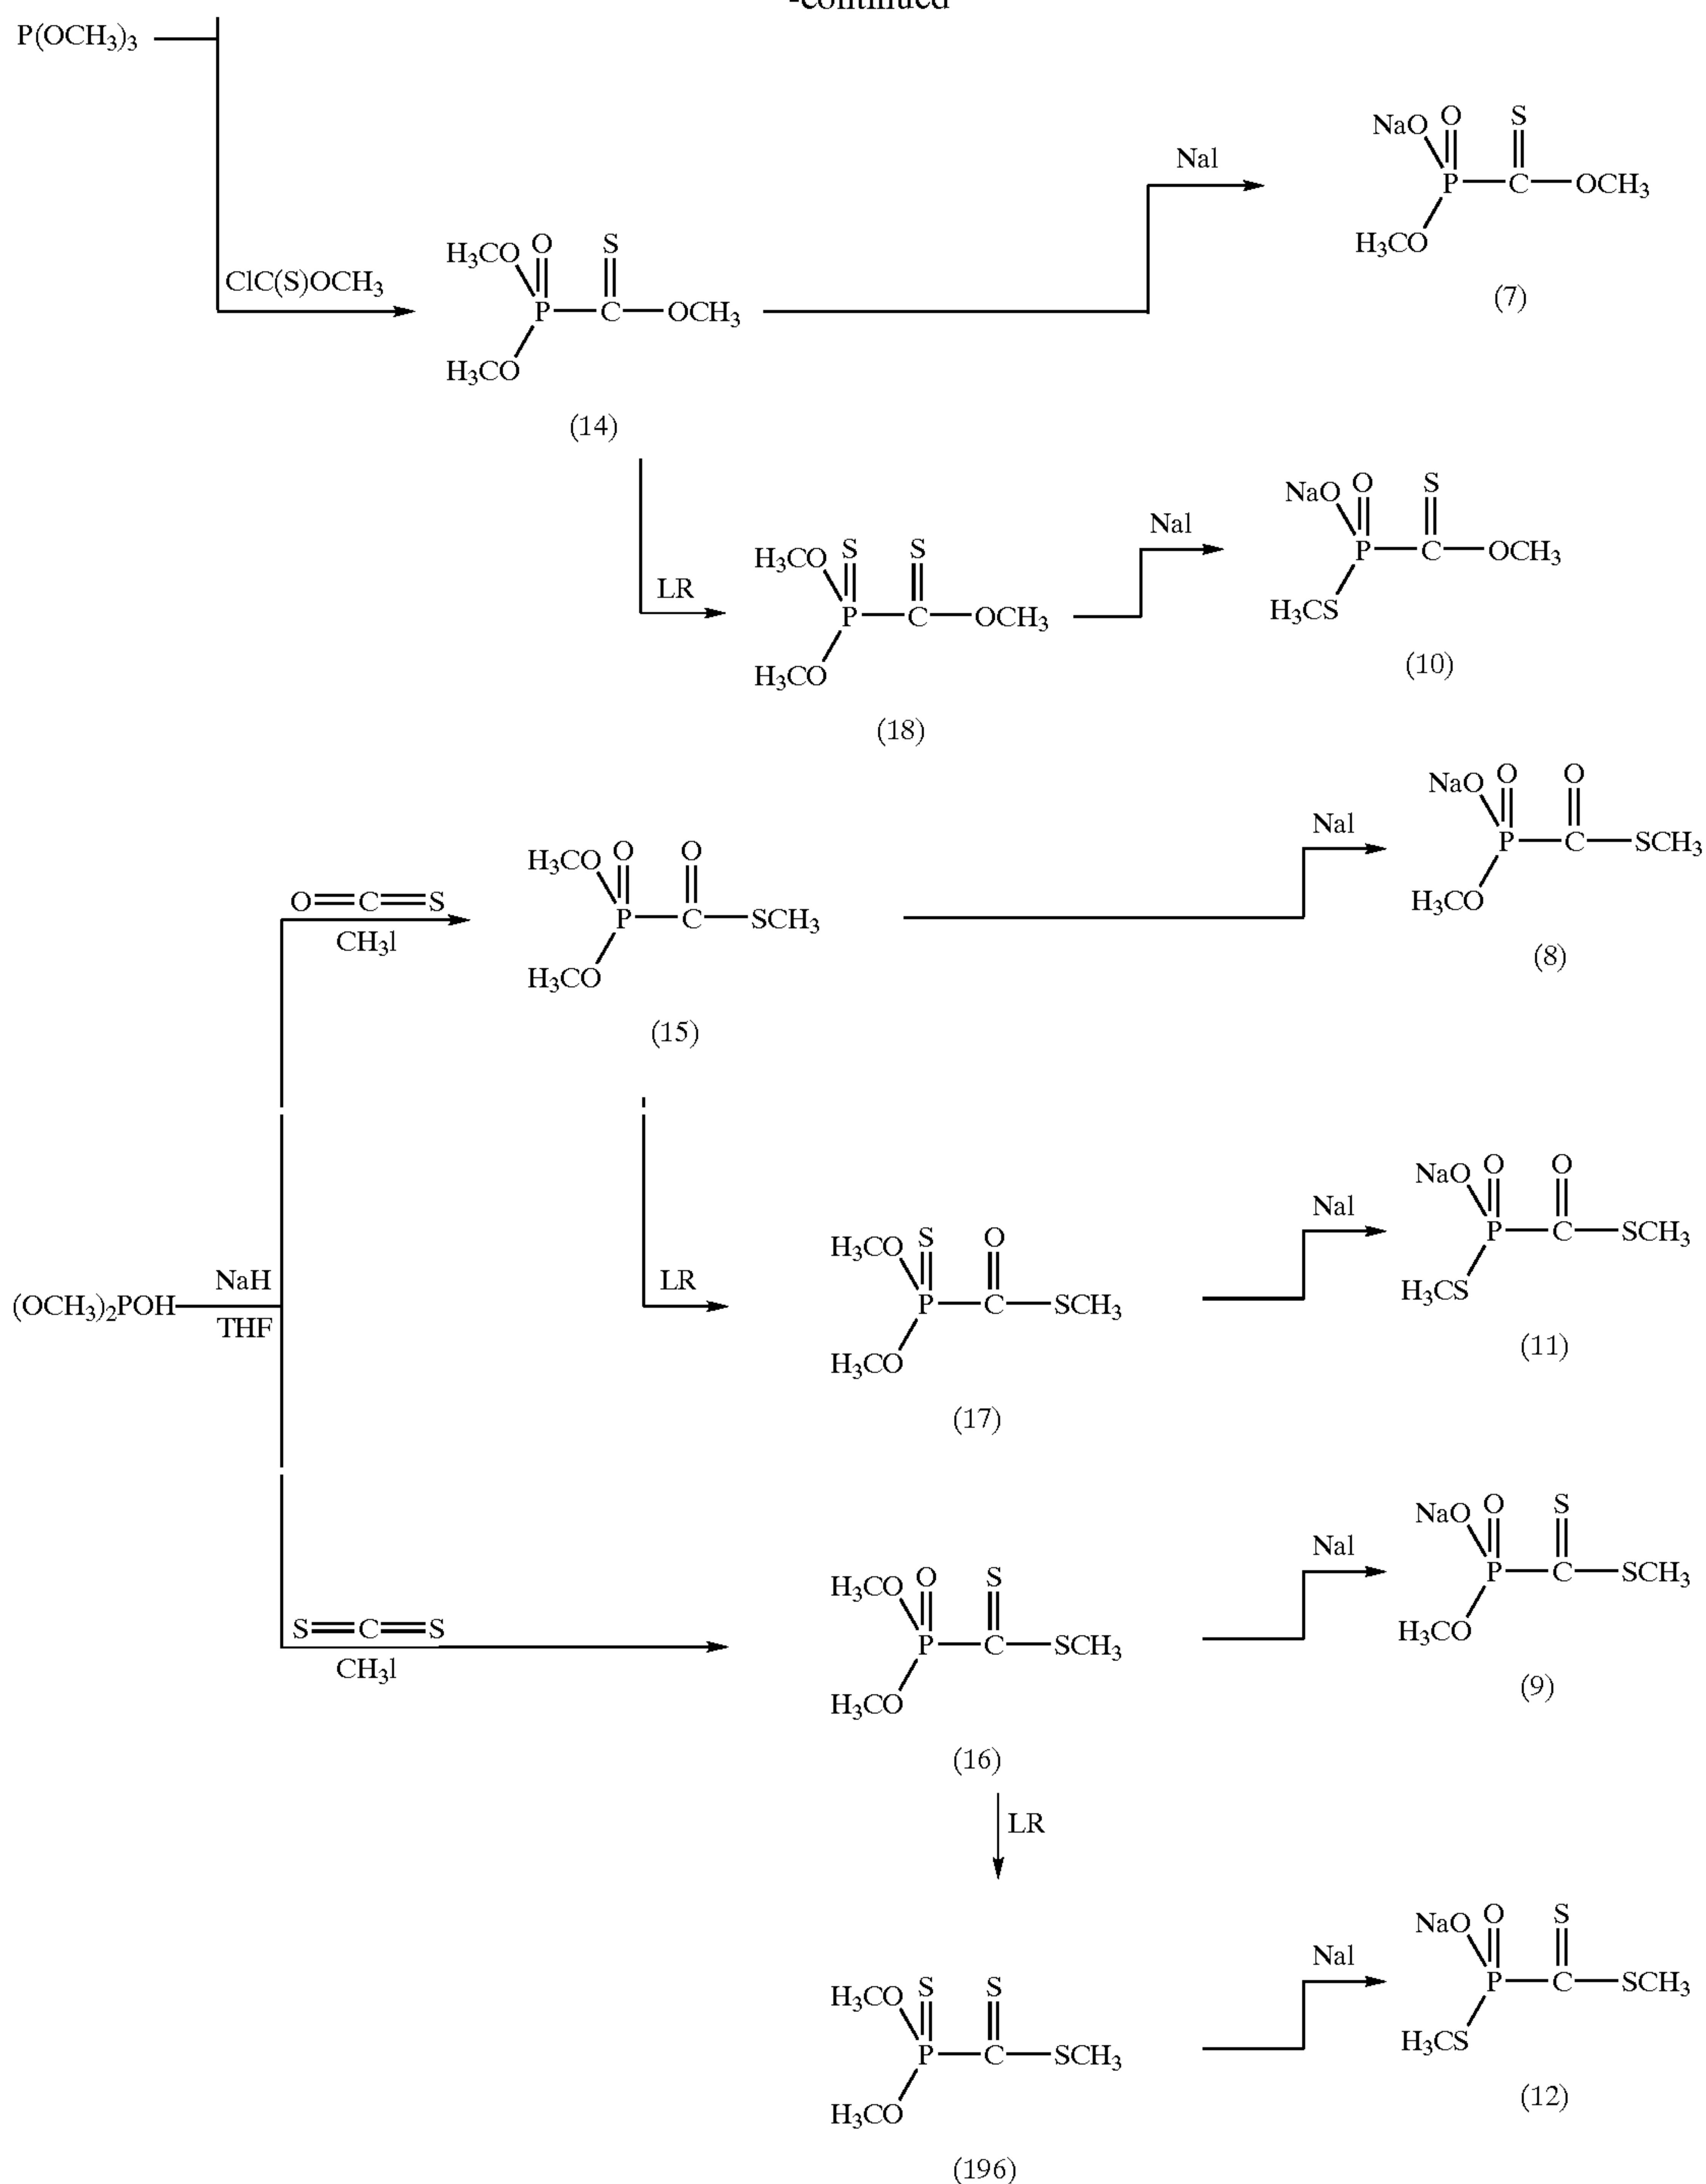 -continued
P(OCH3)3
NaO O S
NaI
P C OCH3
H3CO
(7)
H3CO O S
ClC(S)OCH3
P C OCH3
H3CO
(14)
NaO O S
NaI
H3CO S S
P C OCH3
LR
P C OCH3
H3CS
(10)
H3CO
(18)
NaO O O
NaI
P C SCH3
H3CO O O
O C S
H3CO
P C SCH3
CH3I
(8)
H3CO
(15)
NaO O O
NaI
P C SCH3
H3CO S O
NaH
LR
H3CS
(OCH3)2POH
P C SCH3
THF
(11)
H3CO
(17)
NaO O S
NaI
P C SCH3
H3CO O S
S C S
H3CO
P C SCH3
CH3I
(9)
H3CO
(16)
LR
NaO O S
NaI
P C SCH3
H3CO S S
H3CS
P C SCH3
(12)
H3CO
(196)